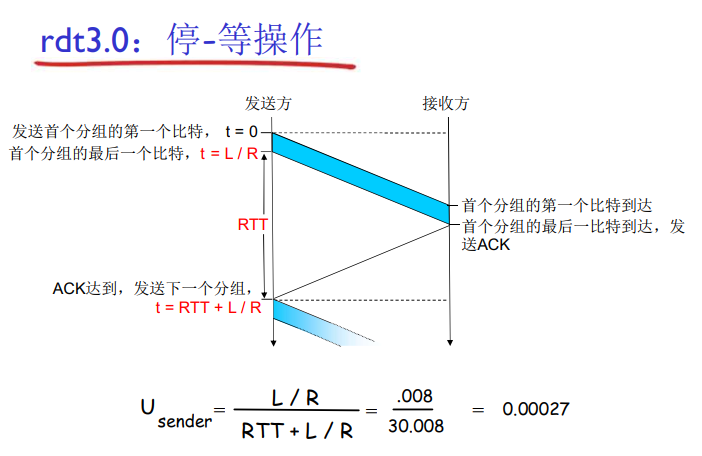 rdt3.0：停-等操作
发送方
接收方
发送首个分组的第一个比特， t = 0
首个分组的最后一个比特，t = L / R
首个分组的第一个比特到达
RTT
首个分组的最后一比特到达，发
送ACK
ACK达到，发送下一个分组，
t = RTT + L / R
U sender = L / R / RTT + L / R = .008 / 30.008 = 0.00027